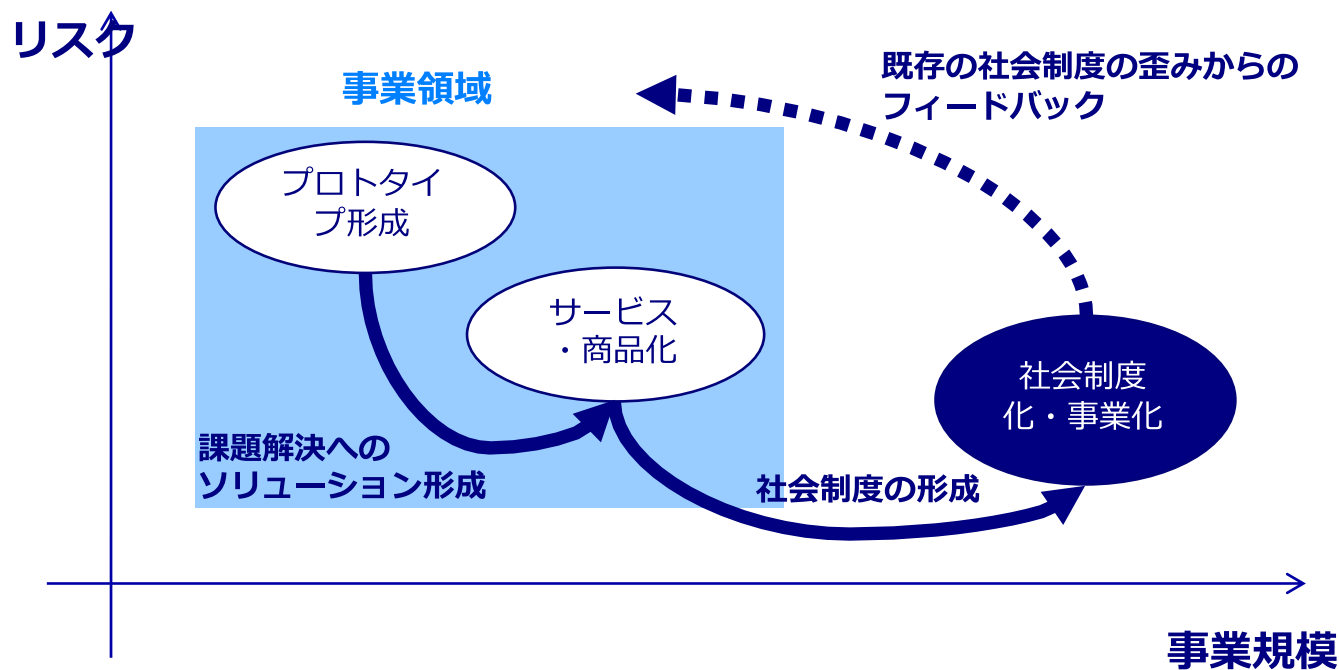 リスク
事業領域
既存の社会制度の歪みからの
フィードバック
プロトタイ
プ形成
サービス
・商品化
社会制度
化・事業化
課題解決への
ソリューション形成
社会制度の形成
事業規模